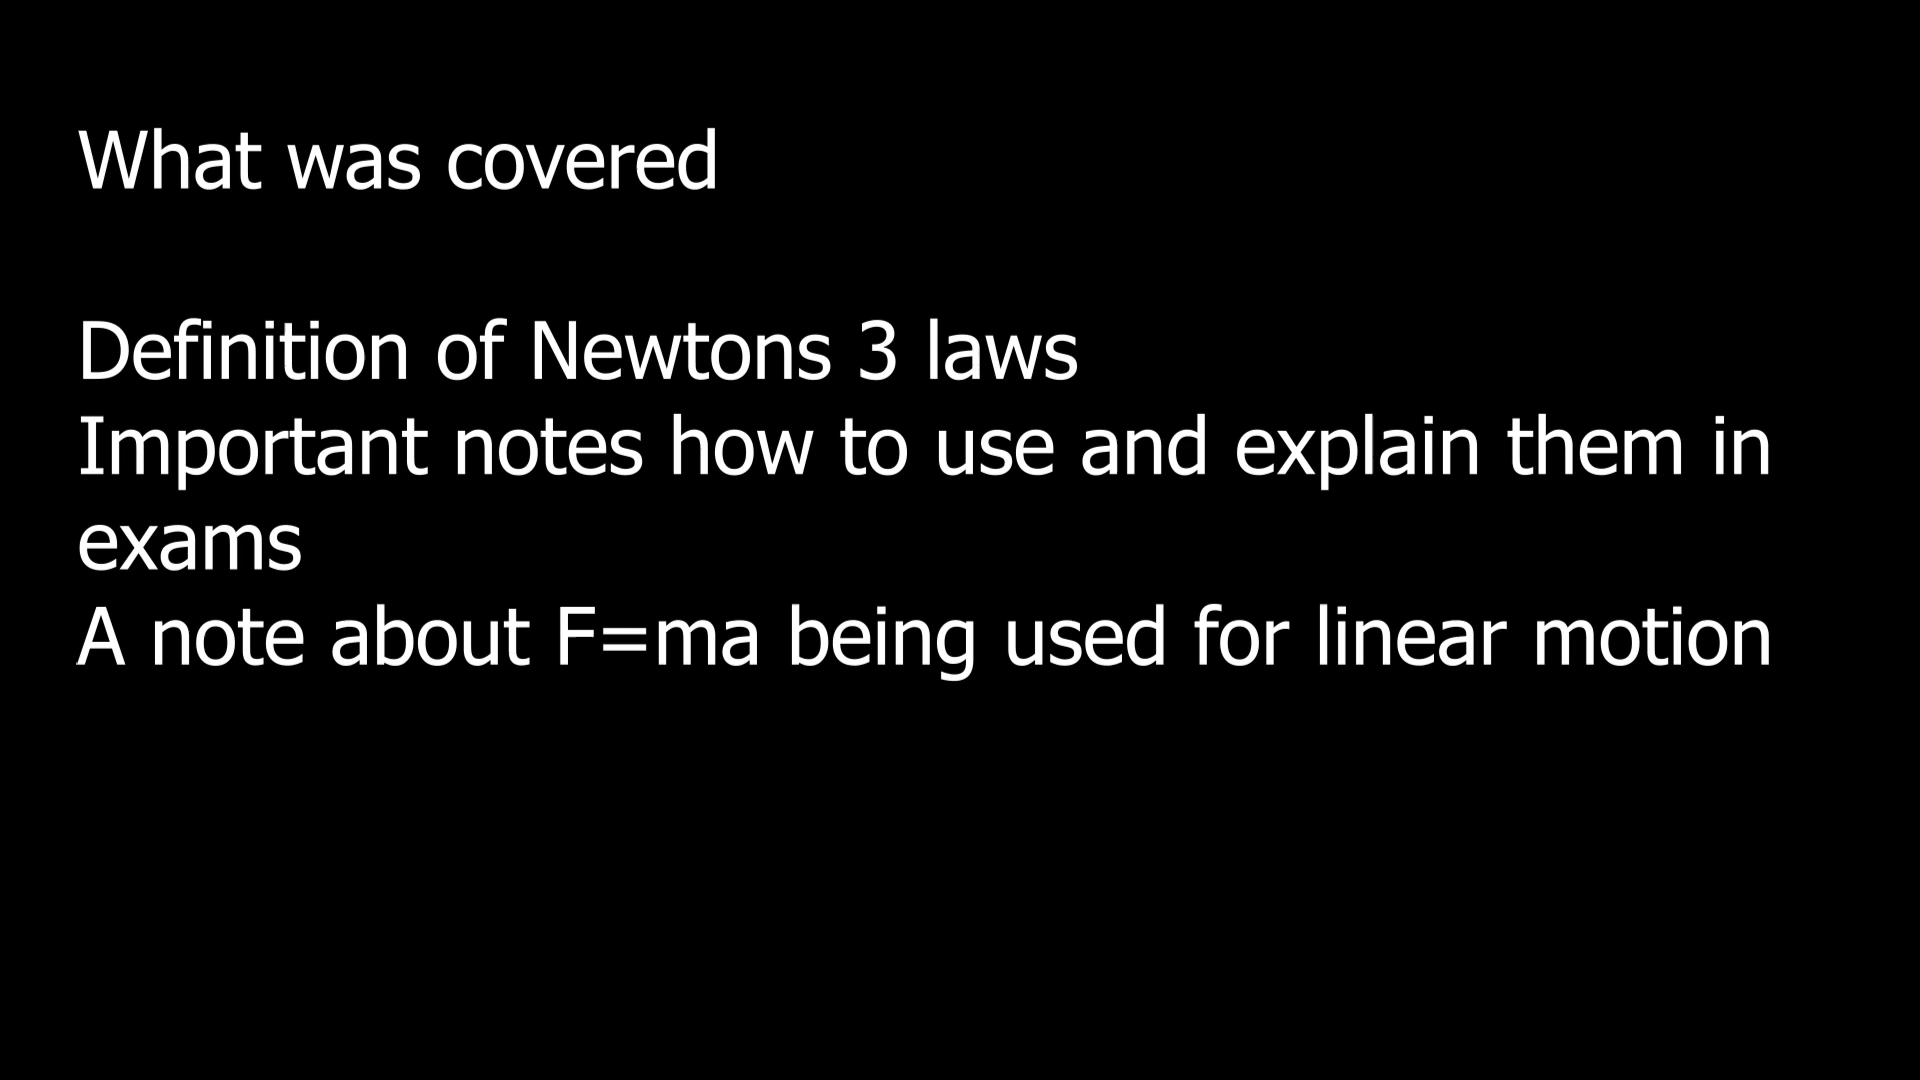 What was covered
Definition of Newtons 3 laws
Important notes how to use and explain them in
exams
A note about F=ma being used for linear motion